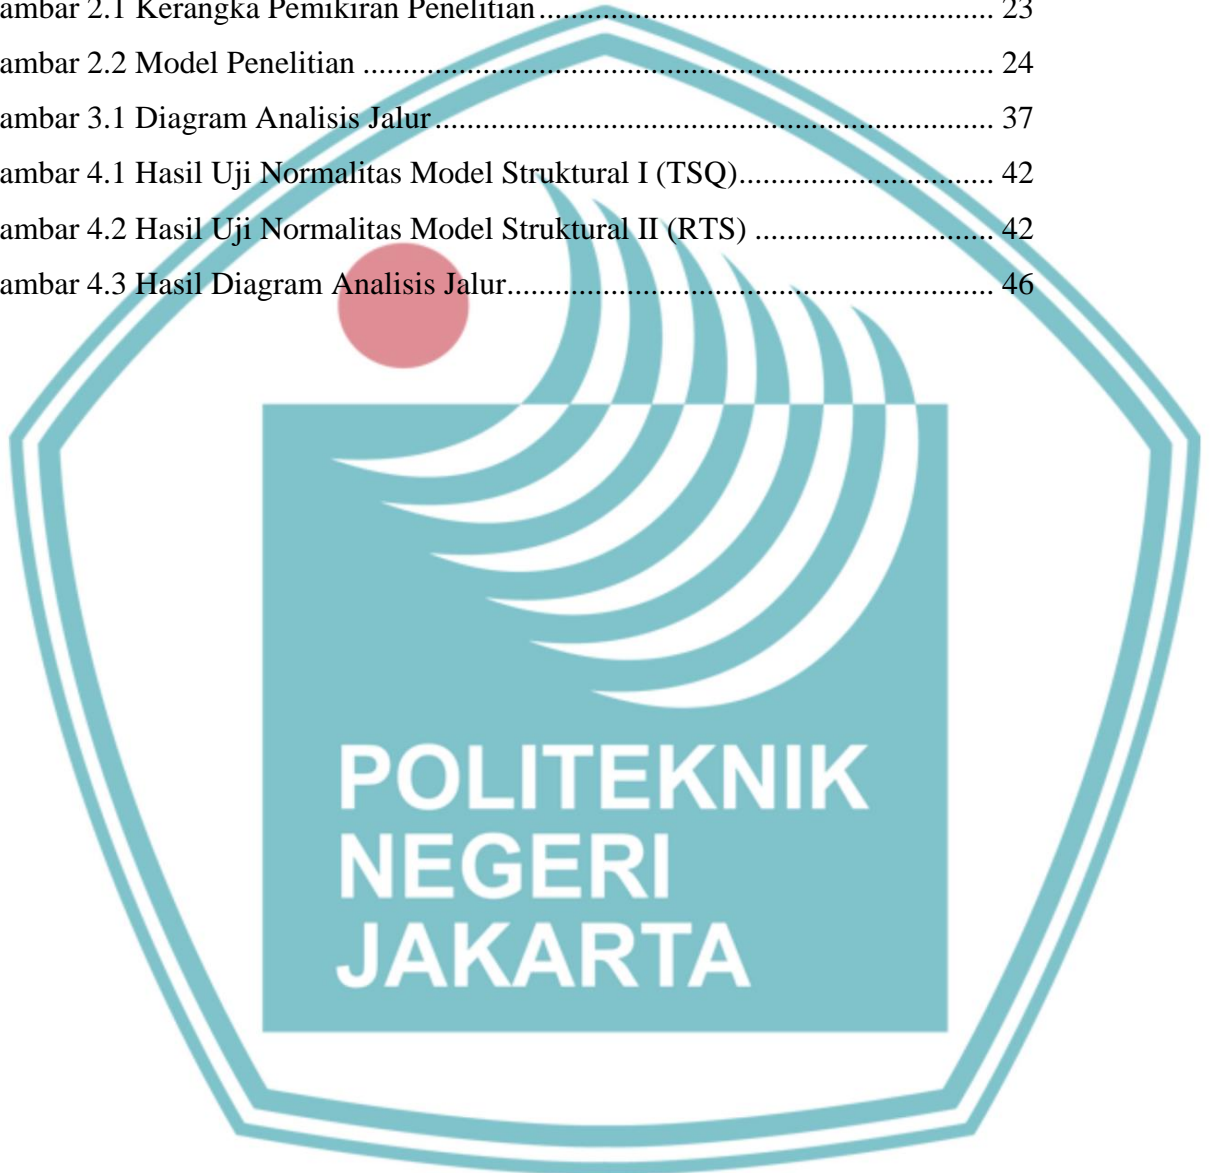 ambar 2.1 Kerangka Pemikiran Penelitian.................................................. 23
ambar 2.2 Model Penelitian .................................................................... 24
ambar 3.1 Diagram Analisis Jalur............................................................ 37
ambar 4.1 Hasil Uji Normalitas Model Struktural I (TSQ)........................... 42
ambar 4.2 Hasil Uji Normalitas Model Struktural II (RTS) ......................... 42
ambar 4.3 Hasil Diagram Analisis Jalur.................................................... 46
POLITEKNIK
NEGERI
JAKARTA